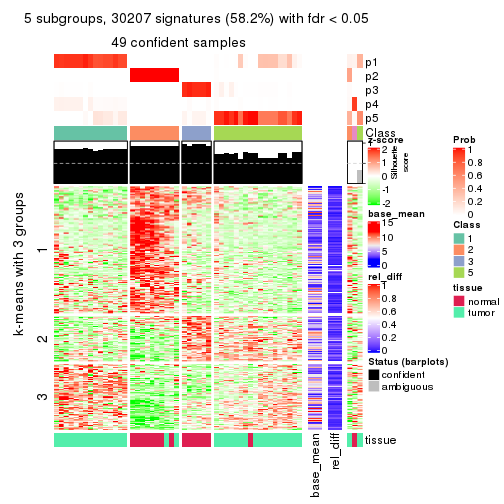 5 subgroups, 30207 signatures (58.2%) with fdr < 0.05
49 confident samples
p1
p2
p3
p4
p5
Class
k-means with 3 groups
1
2
3
tissue
base_mean
rel_diff
Silhouette
score
z-score
2
1
0
-1
-2
base_mean
15
10
5
0
rel_diff
1
0.8
0.6
0.4
0.2
0
Status (barplots)
confident
ambiguous
Prob
1
0.8
0.6
0.4
0.2
0
Class
1
2
3
5
tissue
normal
tumor